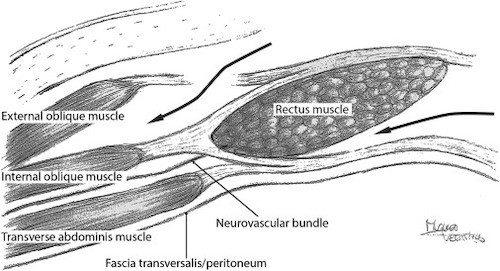 Rectus muscle
External oblique muscle
Internal oblique muscle
Neurovascular bundle
Transverse abdominis muscle
Fascia transversalis/peritoneum